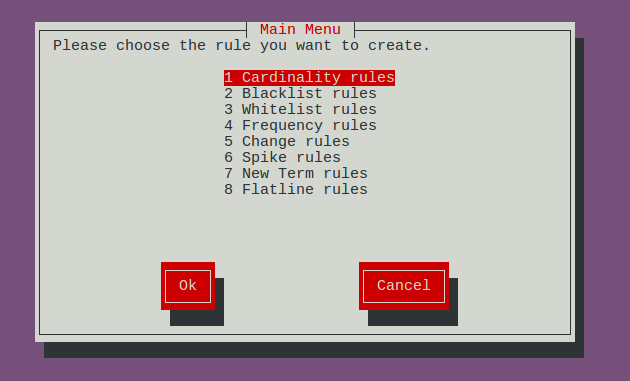 Main Menu
Please choose the rule you want to create.
1 Cardinality rules
2 Blacklist rules
3 Whitelist rules
4 Frequency rules
5 Change rules
6 Spike rules
7 New Term rules
8 Flatline rules
Ok Cancel